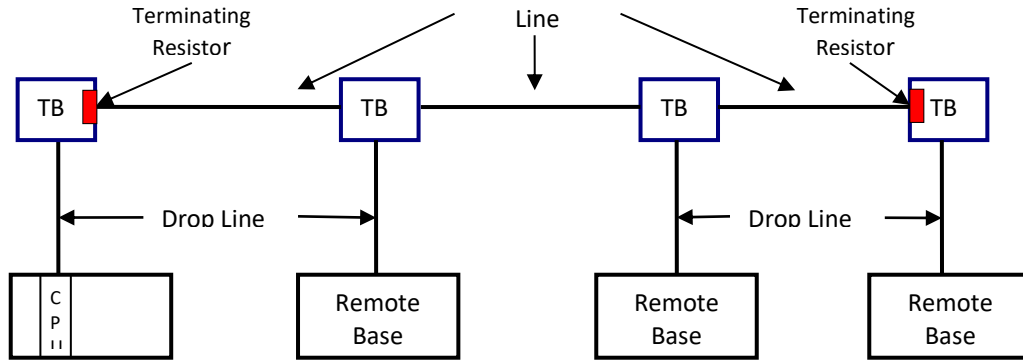 Terminating
Resistor
Line
Terminating
Resistor
TB
TB
TB
TB
Drop Line
Drop Line
C
P
Remote
Base
Remote
Base
Remote
Base